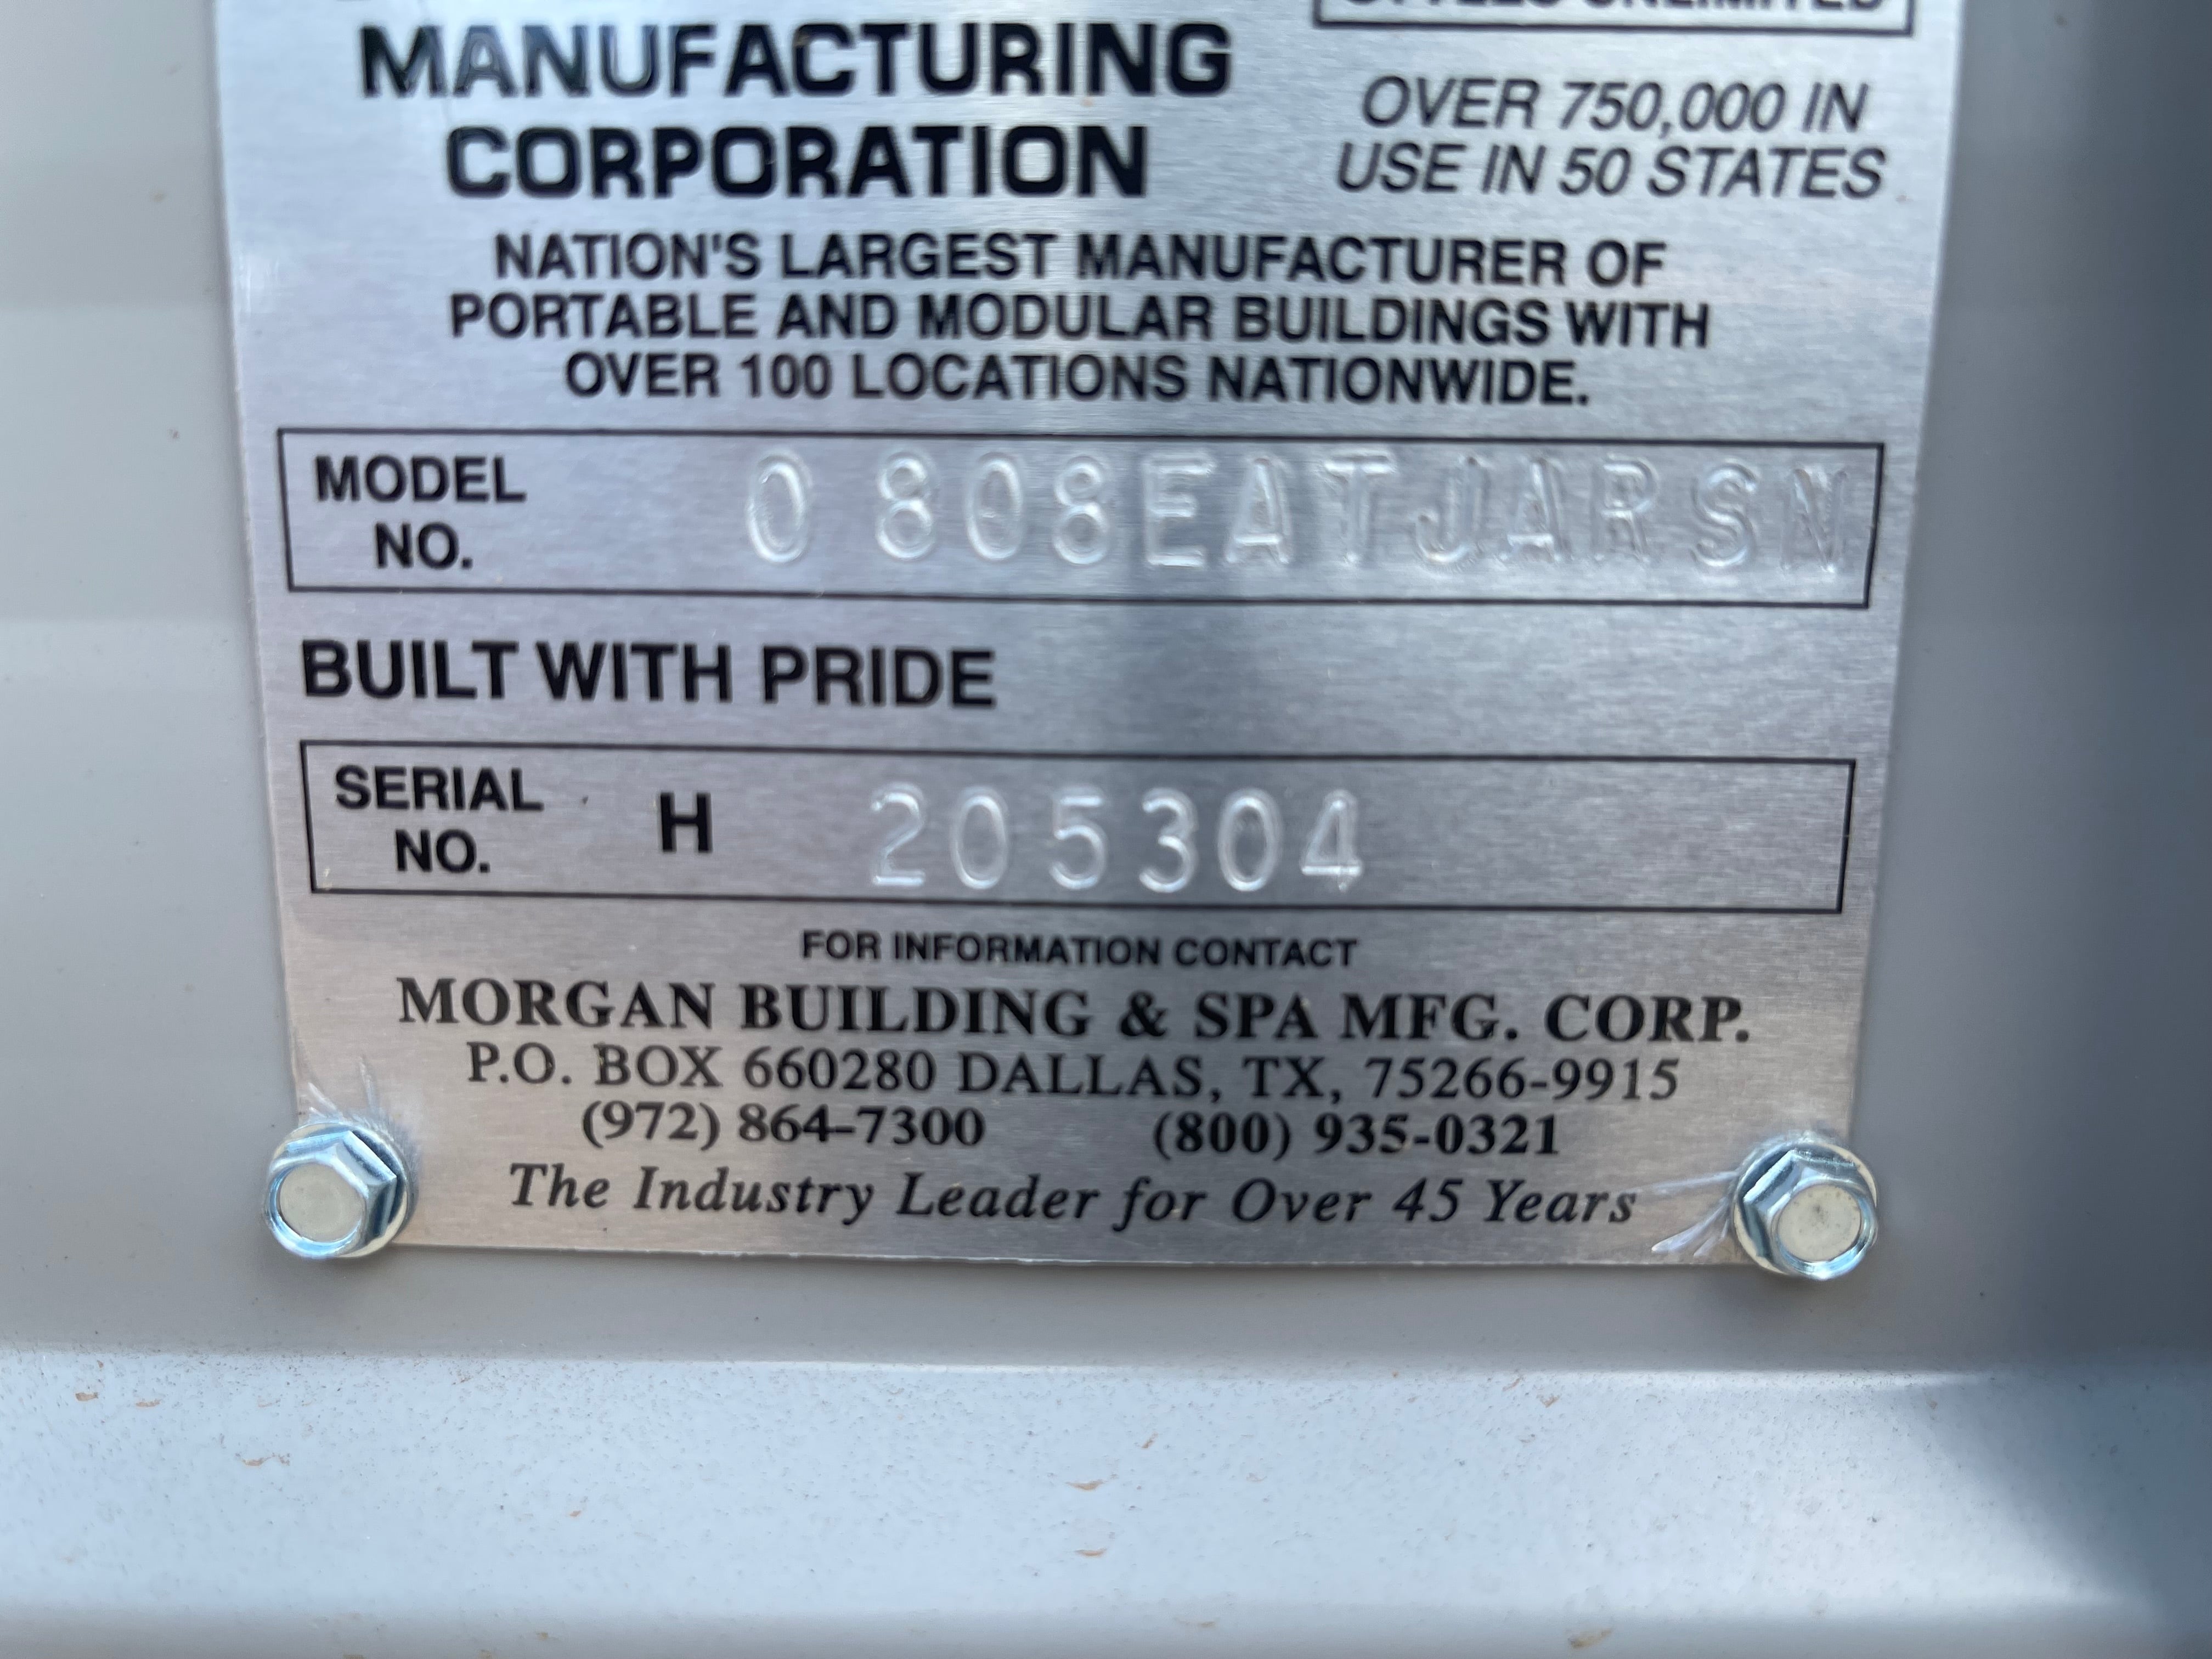 MANUFACTURING
CORPORATION
STYLES UNLIMITED
OVER 750,000 IN
USE IN 50 STATES
NATION'S LARGEST MANUFACTURER OF
PORTABLE AND MODULAR BUILDINGS WITH
OVER 100 LOCATIONS NATIONWIDE.
MODEL
NO.
0808EATJARSN
BUILT WITH PRIDE
SERIAL
NO.
H 205304
FOR INFORMATION CONTACT
MORGAN BUILDING & SPA MFG. CORP.
P.O. BOX 660280 DALLAS, TX, 75266-9915
(972) 864-7300 (800) 935-0321
The Industry Leader for Over 45 Years